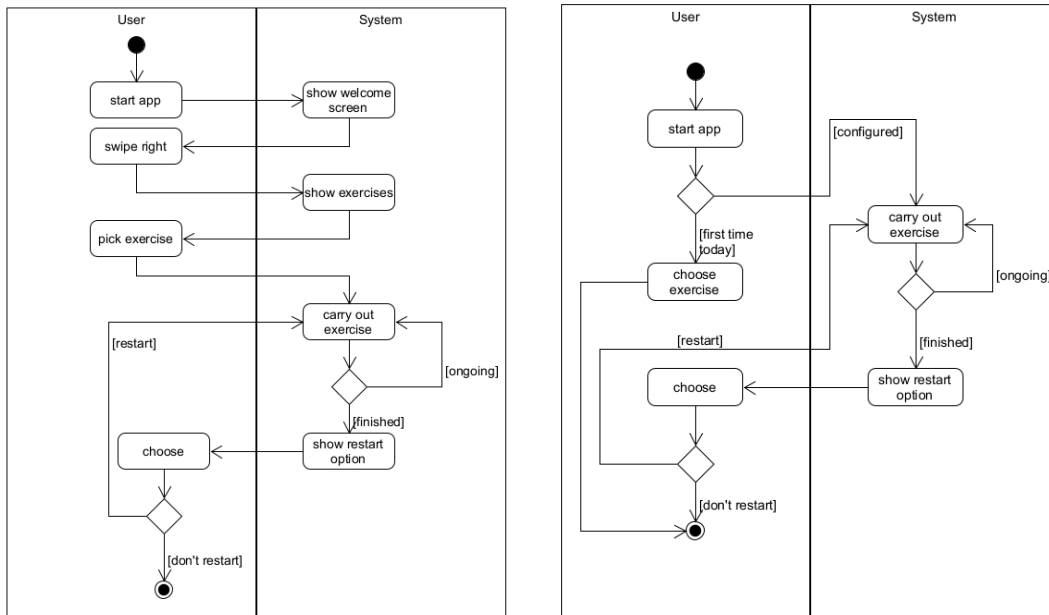 User
System
start app
show welcome
screen
swipe right
show exercises
pick exercise
carry out
exercise
[restart]
[ongoing]
[finished]
choose
show restart
option
[don't restart]
User
System
start app
[configured]
carry out
exercise
[first time
today]
choose
exercise
[ongoing]
[restart]
[finished]
choose
show restart
option
[don't restart]